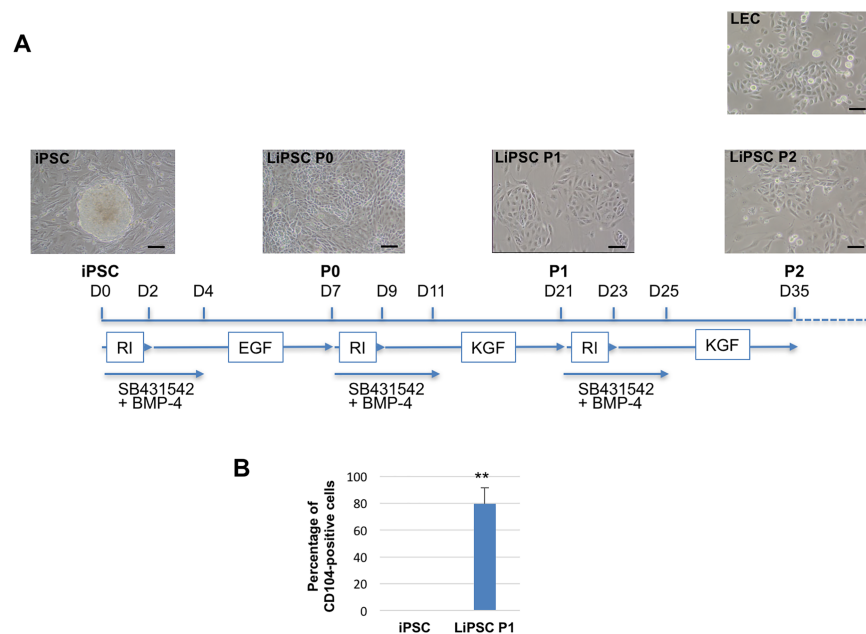 LEC
A
iPSC
LiPSC P0
LiPSC P1
LiPSC P2
iPSC
P0
P1
P2
D0 D2 D4 D7 D9 D11 D21 D23 D25 D35
RI EGF RI KGF RI KGF
SB431542
+ BMP-4
SB431542
+ BMP-4
SB431542
+ BMP-4
B
Percentage of
CD104-positive cells
100
80
60
40
20
0
**
iPSC
LiPSC P1